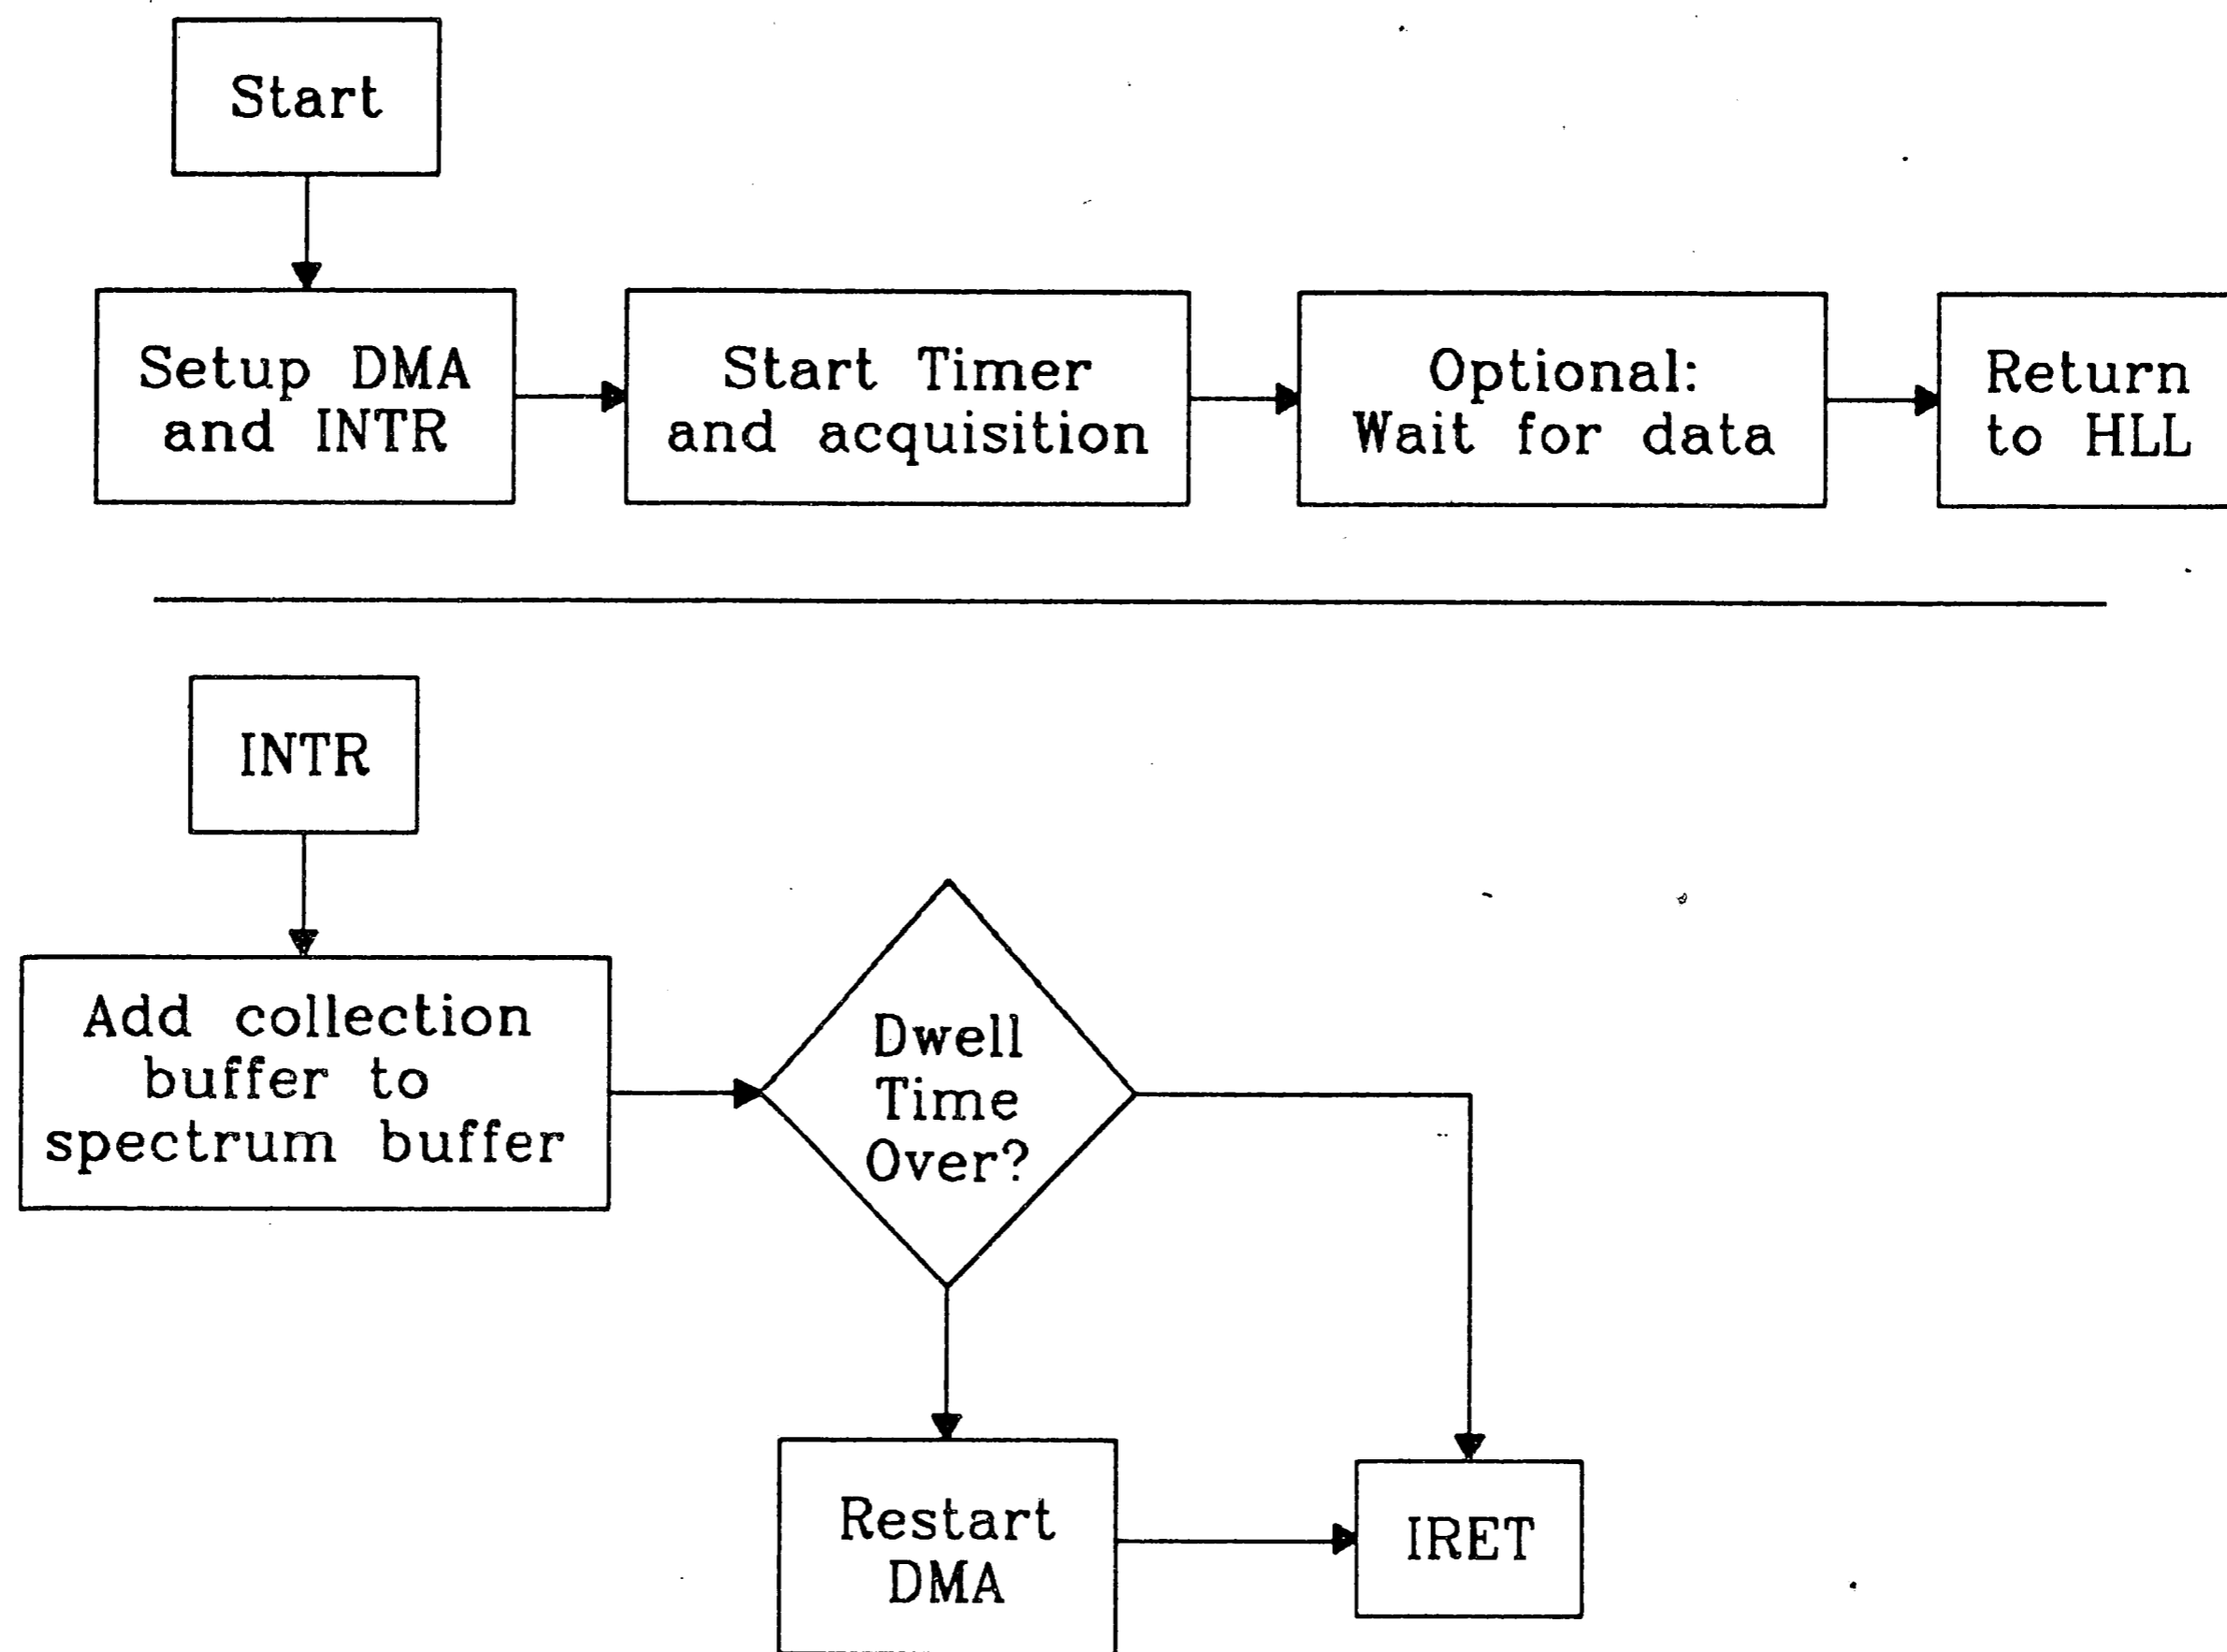 Start
Setup DMA
and INTR
Start Timer
and acquisition
Optional:
Wait for data
Return
to HLL
INTR
Add collection
buffer to
spectrum buffer
Dwell
Time
Over?
Restart
DMA
IRET